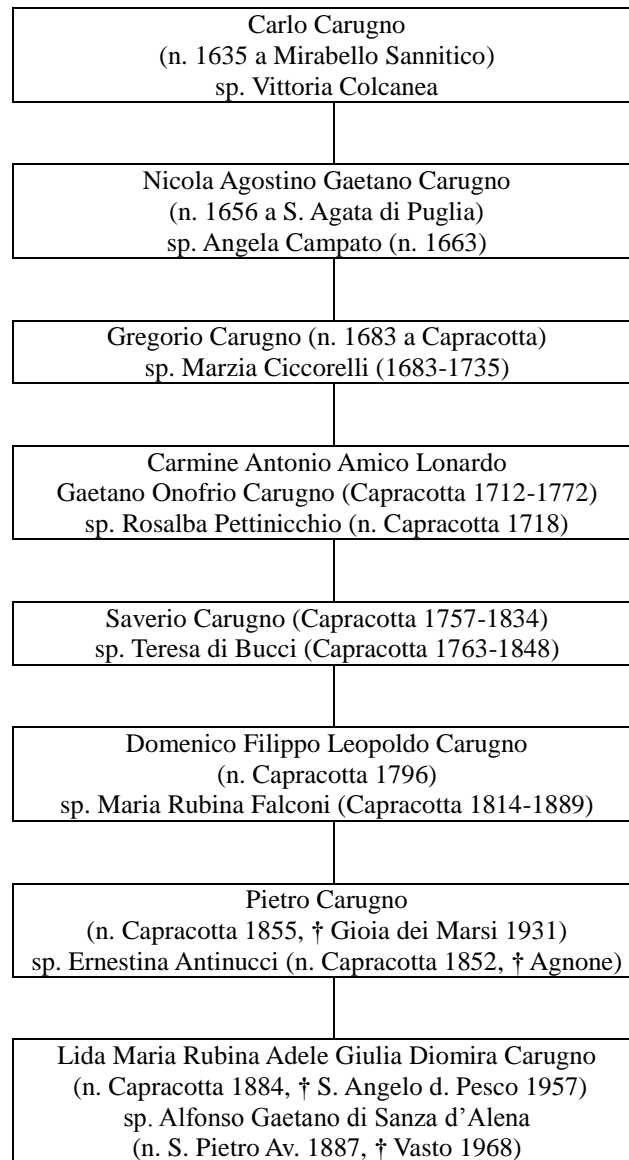 Carlo Carugno
(n. 1635 a Mirabello Sannitico)
sp. Vittoria Colcanea
Nicola Agostino Gaetano Carugno
(n. 1656 a S. Agata di Puglia)
sp. Angela Campato (n. 1663)
Gregorio Carugno (n. 1683 a Capracotta)
sp. Marzia Ciccorelli (1683-1735)
Carmine Antonio Amico Lonardo
Gaetano Onofrio Carugno (Capracotta 1712-1772)
sp. Rosalba Pettinicchio (n. Capracotta 1718)
Saverio Carugno (Capracotta 1757-1834)
sp. Teresa di Bucci (Capracotta 1763-1848)
Domenico Filippo Leopoldo Carugno
(n. Capracotta 1796)
sp. Maria Rubina Falconi (Capracotta 1814-1889)
Pietro Carugno
(n. Capracotta 1855, † Gioia dei Marsi 1931)
sp. Ernestina Antinucci (n. Capracotta 1852, † Agnone)
Lida Maria Rubina Adele Giulia Diomira Carugno
(n. Capracotta 1884, † S. Angelo d. Pesco 1957)
sp. Alfonso Gaetano di Sanza d’Alena
(n. S. Pietro Av. 1887, † Vasto 1968)